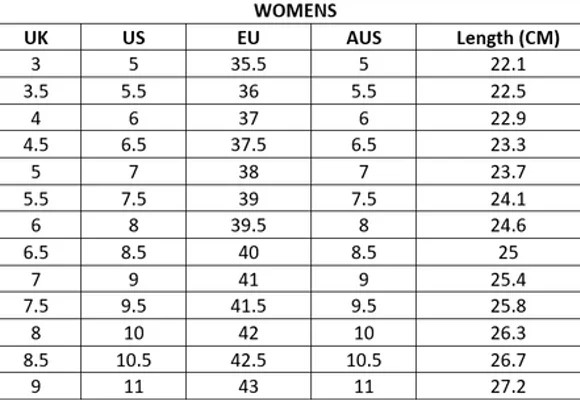 WOMENS
UK US EU AUS Length (CM)
3 5 35.5 5 22.1
3.5 5.5 36 5.5 22.5
4 6 37 6 22.9
4.5 6.5 37.5 6.5 23.3
5 7 38 7 23.7
5.5 7.5 39 7.5 24.1
6 8 39.5 8 24.6
6.5 8.5 40 8.5 25
7 9 41 9 25.4
7.5 9.5 41.5 9.5 25.8
8 10 42 10 26.3
8.5 10.5 42.5 10.5 26.7
9 11 43 11 27.2